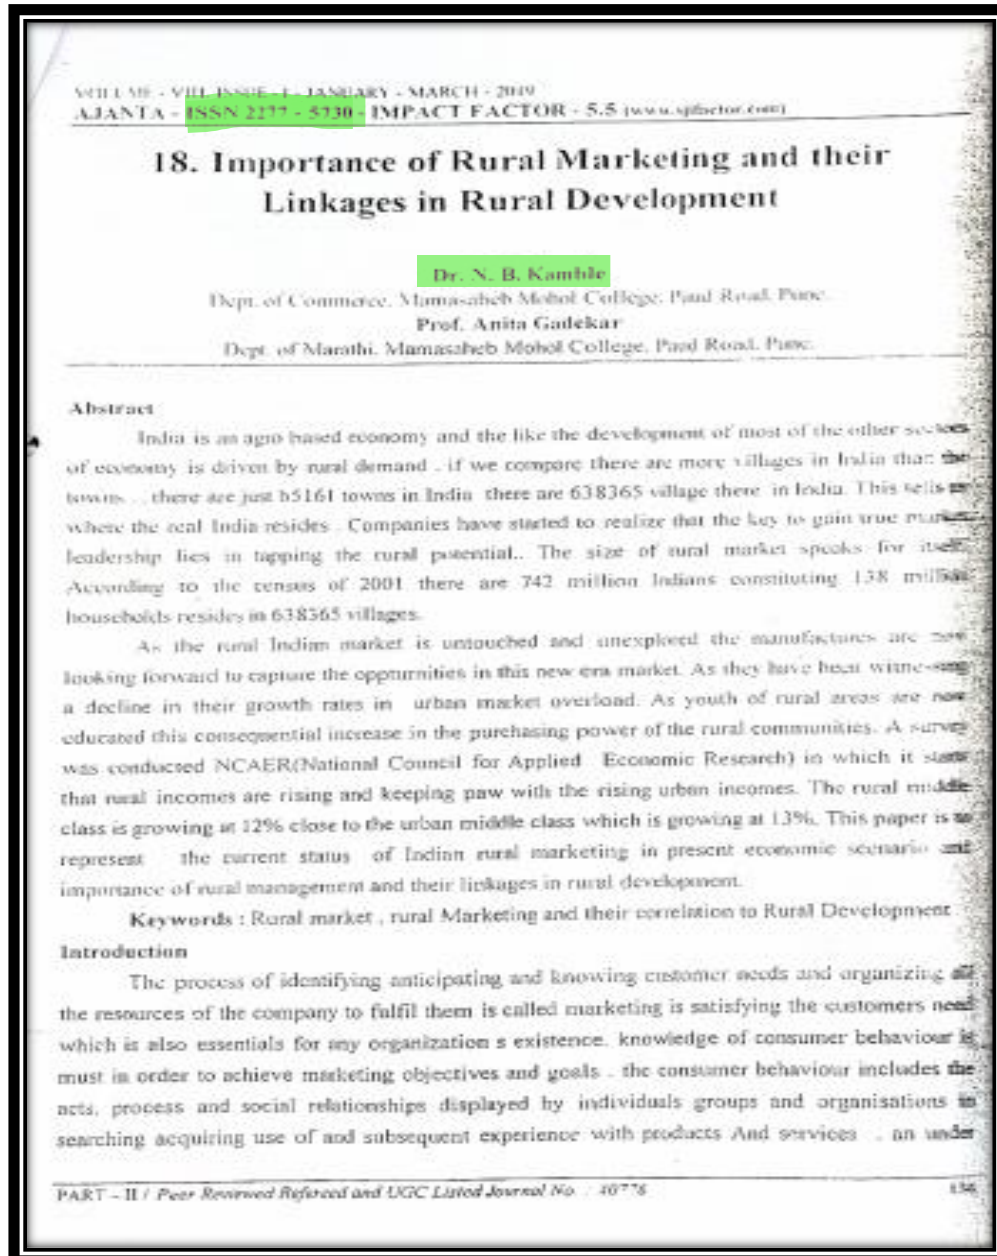 VOLUME - VIII, ISSUE - I - JANUARY - MARCH - 2019
AJANTA - ISSN 2277 - 5730 - IMPACT FACTOR - 5.5 (www.sjifactor.com)
18. Importance of Rural Marketing and their
Linkages in Rural Development
Dr. N. B. Kamble
Dept. of Commerce, Mamasaheb Mohol College, Paud Road, Pune.
Prof. Anita Gadekar
Dept. of Marathi, Mamasaheb Mohol College, Paud Road, Pune.
Abstract
India is an agro based economy and the like the development of most of the other sectors
of economy is driven by rural demand . if we compare there are more villages in India than the
towns . . there are just b5161 towns in India there are 638365 village there in India. This
where the real India resides . Companies have started to realize that the key to gain true market
leadership lies in tapping the rural potential.. The size of rural market speaks for itself.
According to the census of 2001 there are 742 million Indians constituting 138 million
households resides in 638365 villages.
As the rural Indian market is untouched and unexplored the manufactures are now
looking forward to capture the oppturnities in this new era market. As they have been witnessing
a decline in their growth rates in urban market overload. As youth of rural areas are now
educated this consequential increase in the purchasing power of the rural communities. A survey
was conducted NCAER(National Council for Applied Economic Research) in which it
that rural incomes are rising and keeping paw with the rising urban incomes. The rural middle
class is growing at 12% close to the urban middle class which is growing at 13%. This paper is to
represent the current status of Indian rural marketing in present economic scenario and
importance of rural management and their linkages in rural development.
Keywords : Rural market , rural Marketing and their correlation to Rural Development .
Introduction
The process of identifying anticipating and knowing customer needs and organizing all
the resources of the company to fulfil them is called marketing is satisfying the customers need
which is also essentials for any organization s existence. knowledge of consumer behaviour is
must in order to achieve marketing objectives and goals . the consumer behaviour includes the
acts, process and social relationships displayed by individuals groups and organisations in
searching acquiring use of and subsequent experience with products And services . an under
PART - II / Peer Reviewed Refereed and UGC Listed Journal No. : 40776